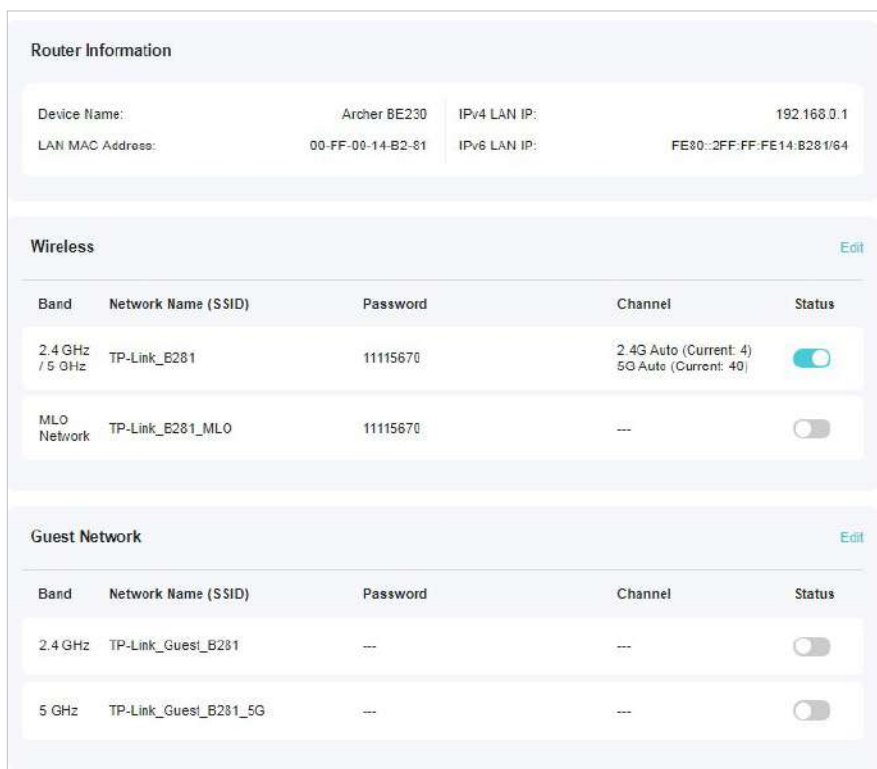 Router Information
Device Name: Archer BE230 IPv4 LAN IP: 192.168.0.1
LAN MAC Address: 00-FF-00-14-B2-81 IPv6 LAN IP: FE80::2FF:FF:FE14:B281/64
Wireless Edit
Band Network Name (SSID) Password Channel Status
2.4 GHz / 5 GHz TP-Link_B281 11115670 2.4G Auto (Current: 4)
5G Auto (Current: 40)
MLO Network TP-Link_B281_MLO 11115670 ---
Guest Network Edit
Band Network Name (SSID) Password Channel Status
2.4 GHz TP-Link_Guest_B281 --- ---
5 GHz TP-Link_Guest_B281_5G --- ---